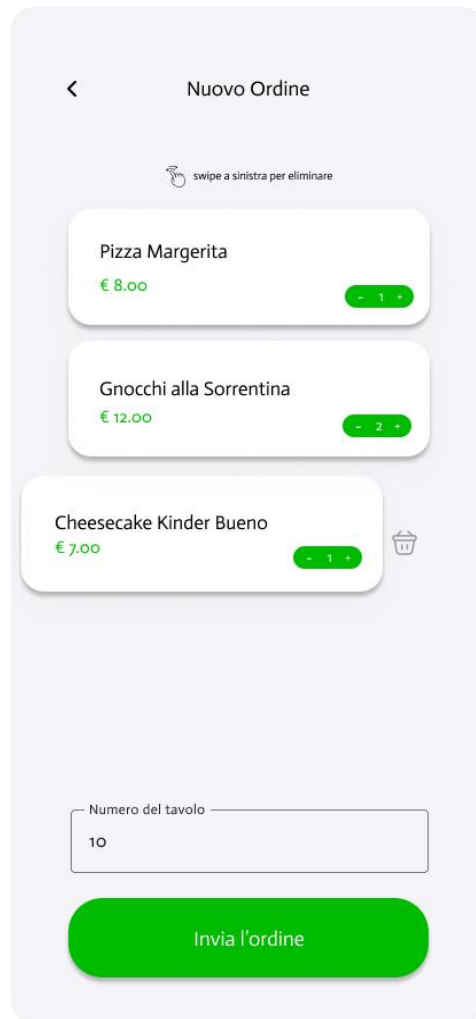 Nuovo Ordine
swipe a sinistra per eliminare
Pizza Margerita
€ 8.00
- 1 +
Gnocchi alla Sorrentina
€ 12.00
- 2 +
Cheesecake Kinder Bueno
€ 7.00
- 1 +
Numero del tavolo
10
Invia l'ordine